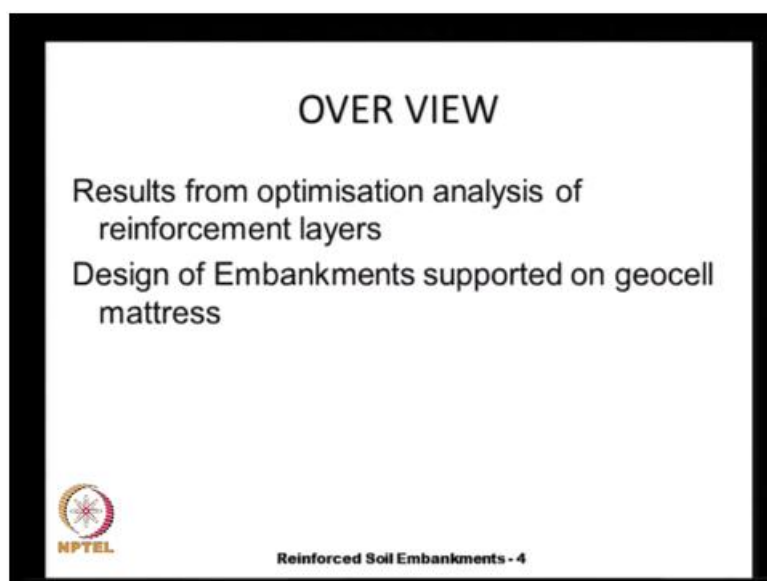 OVER VIEW
Results from optimisation analysis of
reinforcement layers
Design of Embankments supported on geocell
mattress
NPTEL
Reinforced Soil Embankments - 4